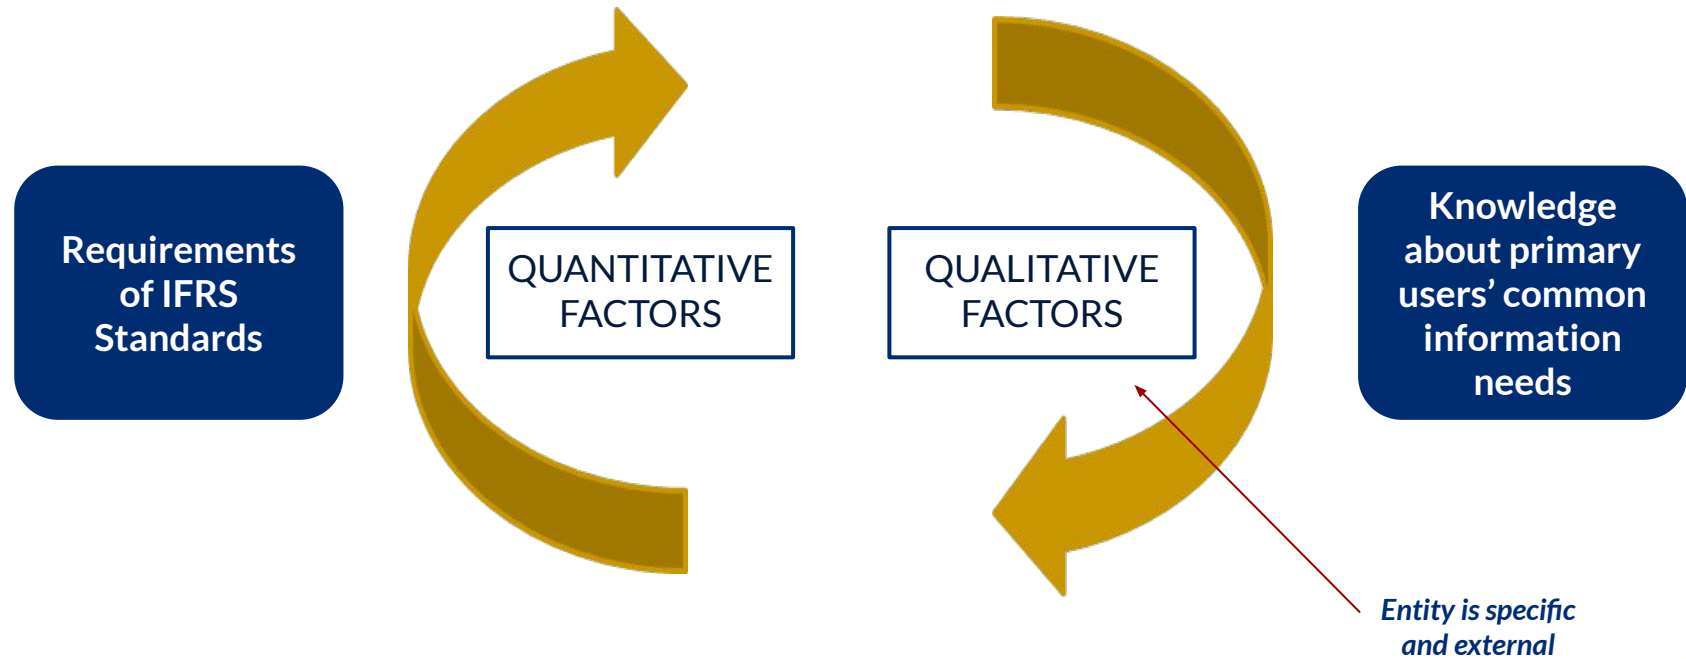 Requirements
of IFRS
Standards
QUANTITATIVE
FACTORS
QUALITATIVE
FACTORS
Knowledge
about primary
users’ common
information
needs
Entity is specific
and external